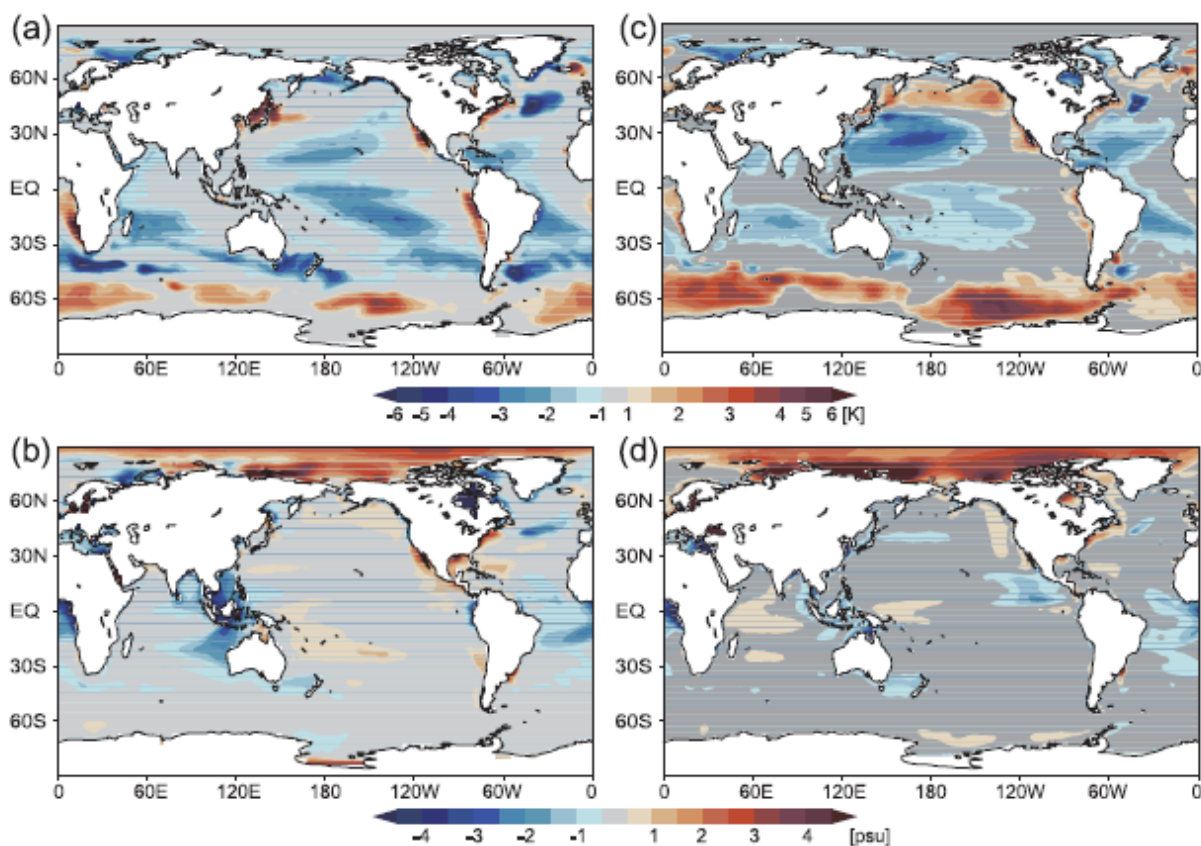 (a)
(c)
60N
30N
EQ
30S
60S
0 60E 120E 180 120W 60W 0
60N
30N
EQ
30S
60S
0 60E 120E 180 120W 60W 0
-6 -5 -4 -3 -2 -1 1 2 3 4 5 6 [K]
(b)
(d)
60N
30N
EQ
30S
60S
0 60E 120E 180 120W 60W 0
60N
30N
EQ
30S
60S
0 60E 120E 180 120W 60W 0
-4 -3 -2 -1 1 2 3 4 [psu]